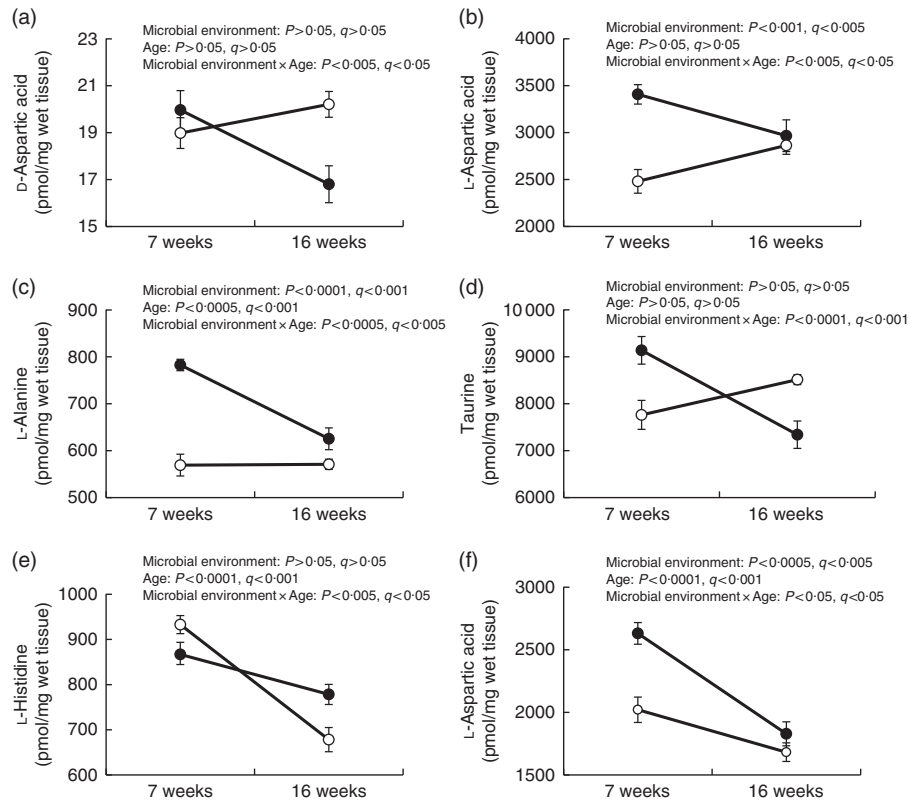 (a)
Microbial environment: P>0·05, q>0·05
Age: P>0·05, q>0·05
Microbial environment×Age: P<0·005, q<0·05
D-Aspartic acid
(pmol/mg wet tissue)
23
21
19
17
15
7 weeks
16 weeks
(b)
Microbial environment: P<0·001, q<0·005
Age: P>0·05, q>0·05
Microbial environment×Age: P<0·005, q<0·05
L-Aspartic acid
(pmol/mg wet tissue)
4000
3500
3000
2500
2000
7 weeks
16 weeks
(c)
Microbial environment: P<0·0001, q<0·001
Age: P<0·0005, q<0·001
Microbial environment×Age: P<0·0005, q<0·005
L-Alanine
(pmol/mg wet tissue)
900
800
700
600
500
7 weeks
16 weeks
(d)
Microbial environment: P>0·05, q>0·05
Age: P>0·05, q>0·05
Microbial environment×Age: P<0·0001, q<0·001
Taurine
(pmol/mg wet tissue)
10 000
9000
8000
7000
6000
7 weeks
16 weeks
(e)
Microbial environment: P>0·05, q>0·05
Age: P<0·0001, q<0·001
Microbial environment×Age: P<0·005, q<0·05
L-Histidine
(pmol/mg wet tissue)
1000
900
800
700
600
7 weeks
16 weeks
(f)
Microbial environment: P<0·0005, q<0·005
Age: P<0·0001, q<0·001
Microbial environment×Age: P<0·05, q<0·05
L-Aspartic acid
(pmol/mg wet tissue)
3000
2500
2000
1500
7 weeks
16 weeks